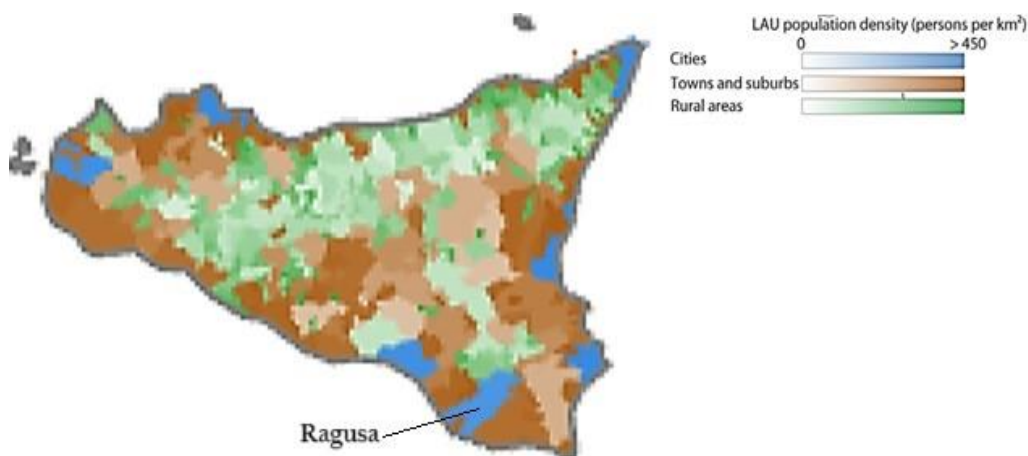 LAU population density (persons per km²)
0 >450
Cities
Towns and suburbs
Rural areas
Ragusa